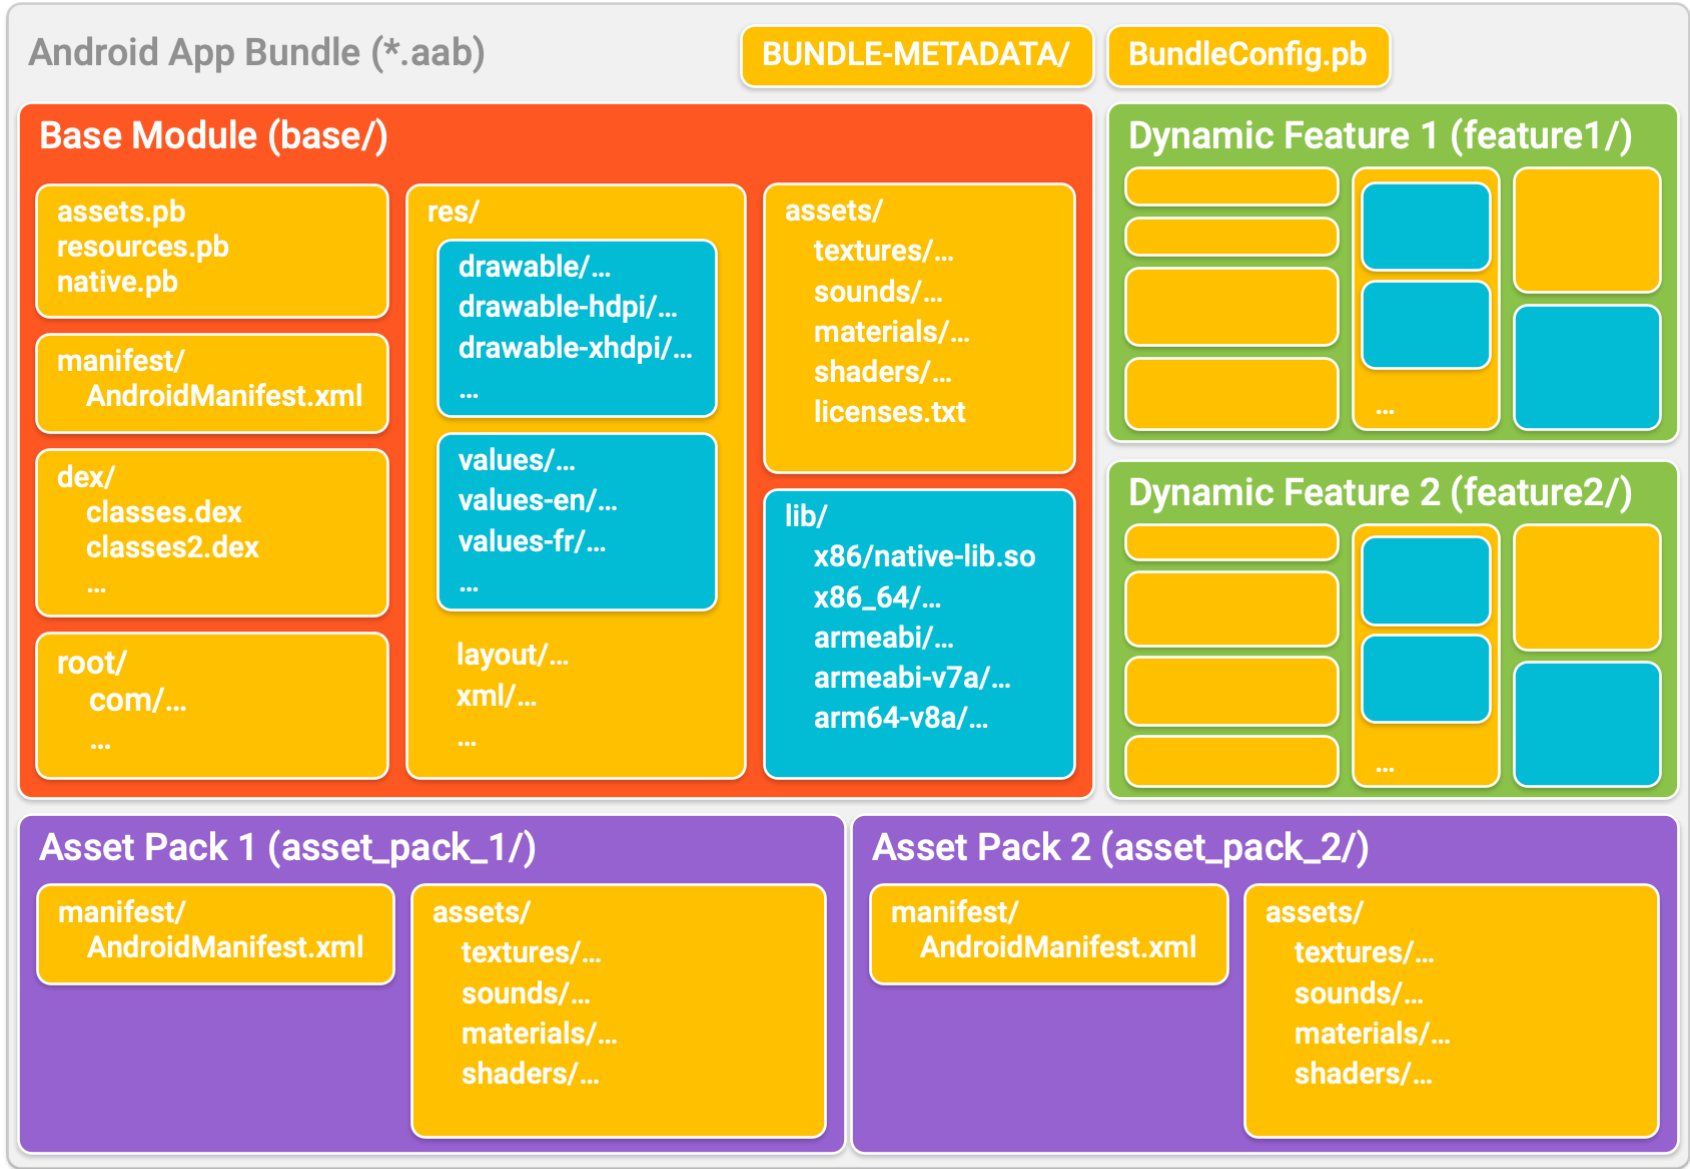 Android App Bundle (*.aab)
BUNDLE-METADATA/
BundleConfig.pb
Base Module (base/)
assets.pb
resources.pb
native.pb
manifest/
AndroidManifest.xml
dex/
classes.dex
classes2.dex
...
root/
com/...
...
res/
drawable/...
drawable-hdpi/...
drawable-xhdpi/...
...
values/...
values-en/...
values-fr/...
...
layout/...
xml/...
...
assets/
textures/...
sounds/...
materials/...
shaders/...
licenses.txt
lib/
x86/native-lib.so
x86_64/...
armeabi/...
armeabi-v7a/...
arm64-v8a/...
Dynamic Feature 1 (feature1/)
...
Dynamic Feature 2 (feature2/)
...
Asset Pack 1 (asset_pack_1/)
manifest/
AndroidManifest.xml
assets/
textures/...
sounds/...
materials/...
shaders/...
Asset Pack 2 (asset_pack_2/)
manifest/
AndroidManifest.xml
assets/
textures/...
sounds/...
materials/...
shaders/...